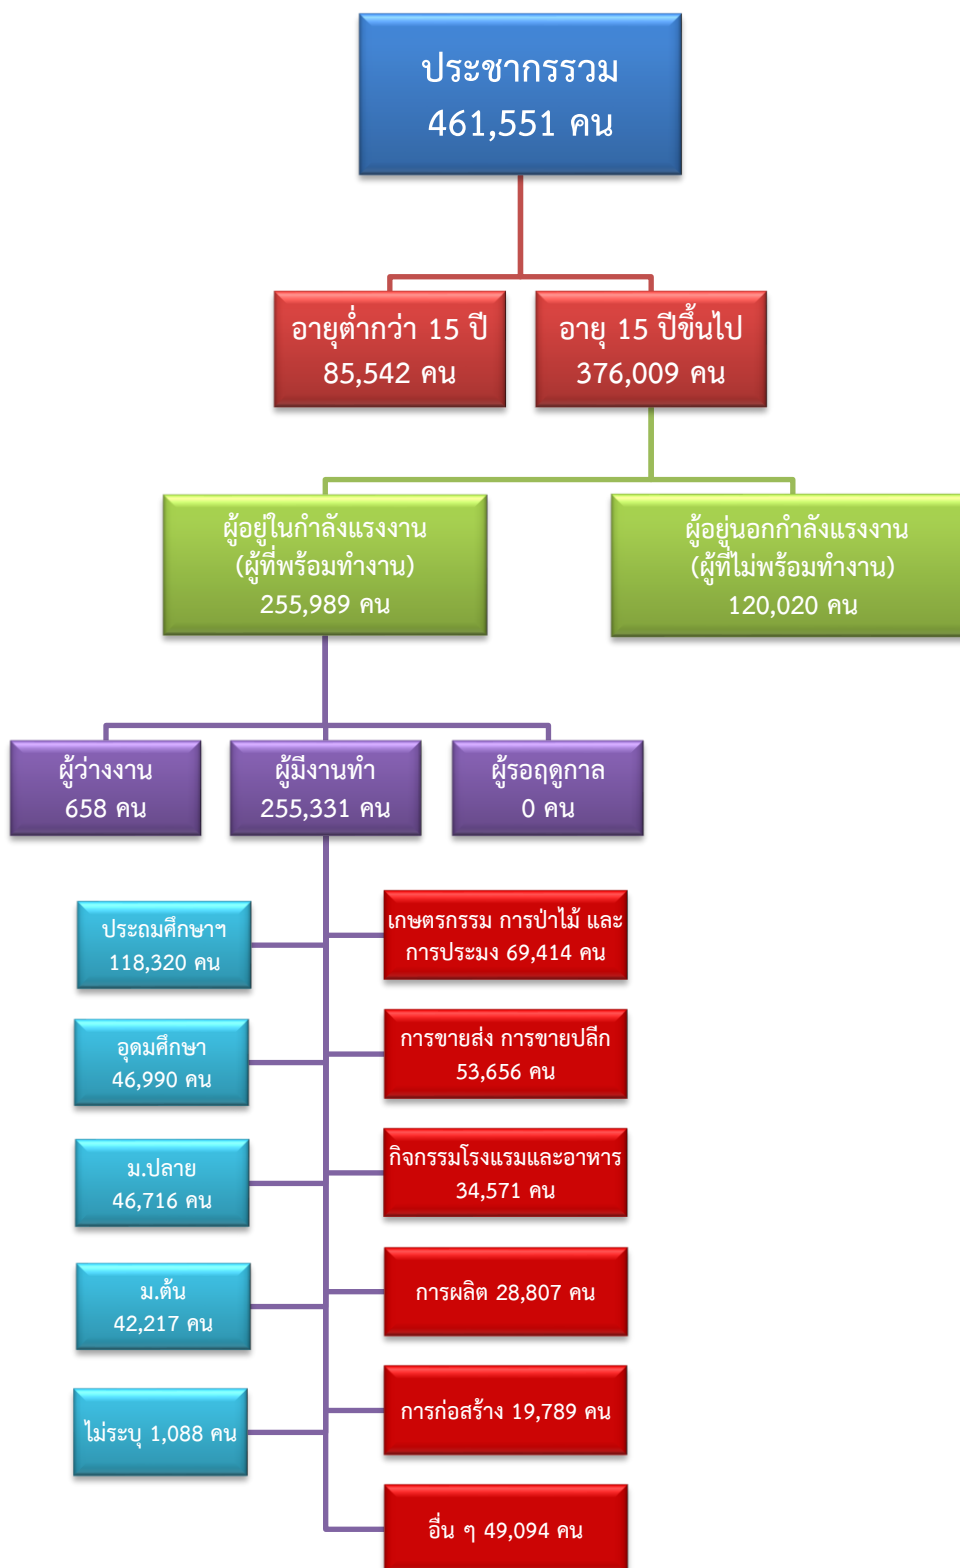 ประชากรรวม
461,551 คน
อายุต่ำกว่า 15 ปี
85,542 คน
อายุ 15 ปีขึ้นไป
376,009 คน
ผู้อยู่ในกำลังแรงงาน
(ผู้ที่พร้อมทำงาน)
255,989 คน
ผู้อยู่นอกกำลังแรงงาน
(ผู้ที่ไม่พร้อมทำงาน)
120,020 คน
ผู้ว่างงาน
658 คน
ผู้มีงานทำ
255,331 คน
ผู้รอฤดูกาล
0 คน
ประถมศึกษาฯ
118,320 คน
อุดมศึกษา
46,990 คน
ม.ปลาย
46,716 คน
ม.ต้น
42,217 คน
ไม่ระบุ 1,088 คน
เกษตรกรรม การป่าไม้ และ
การประมง 69,414 คน
การขายส่ง การขายปลีก
53,656 คน
กิจกรรมโรงแรมและอาหาร
34,571 คน
การผลิต 28,807 คน
การก่อสร้าง 19,789 คน
อื่น ๆ 49,094 คน